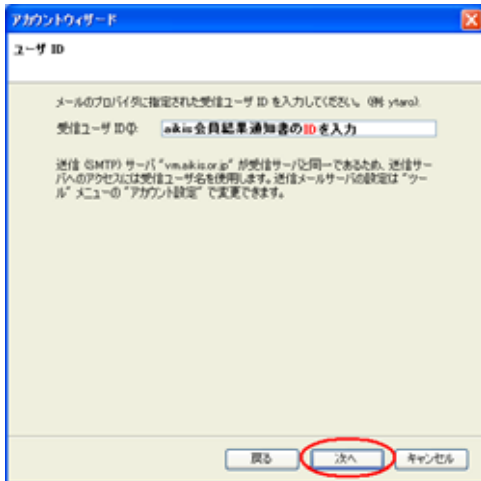 アカウントウィザード
ユーザ ID
メールのプロバイダに指定された受信ユーザ ID を入力してください。(例: ytaro).
受信ユーザ ID(I):
aikis会員結果通知書のIDを入力
送信 (SMTP) サーバ "vm.akis.or.jp" が受信サーバと同一であるため、送信サー
バへのアクセスには受信ユーザ名を使用します。送信メールサーバの設定は "ツー
ル" メニューの "アカウント設定" で変更できます。
戻る
次へ
キャンセル